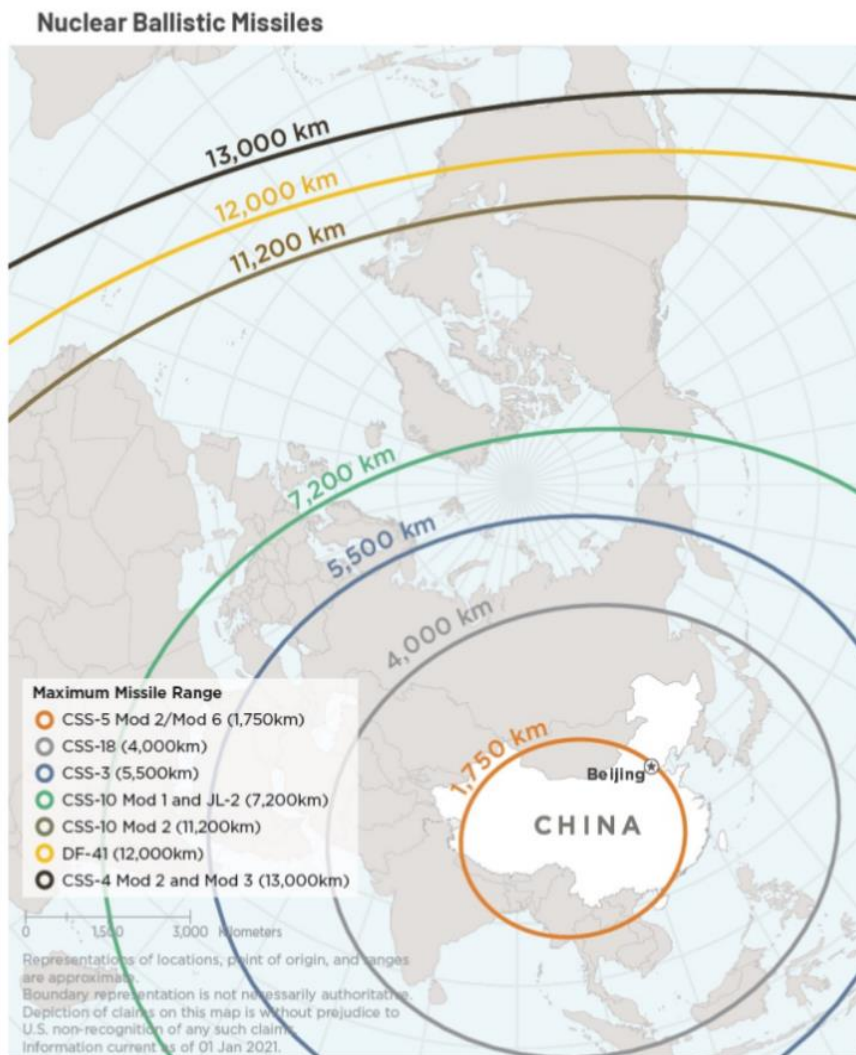 Nuclear Ballistic Missiles
13,000 km
12,000 km
11,200 km
7,200 km
5,500 km
4,000 km
1,750 km
Beijing
CHINA
Maximum Missile Range
CSS-5 Mod 2/Mod 6 (1,750km)
CSS-18 (4,000km)
CSS-3 (5,500km)
CSS-10 Mod 1 and JL-2 (7,200km)
CSS-10 Mod 2 (11,200km)
DF-41 (12,000km)
CSS-4 Mod 2 and Mod 3 (13,000km)
0 1,500 3,000 Kilometers
Representations of locations, point of origin, and ranges
are approximate.
Boundary representation is not necessarily authoritative.
Depiction of claims on this map is without prejudice to
U.S. non-recognition of any such claims.
Information current as of 01 Jan 2021.